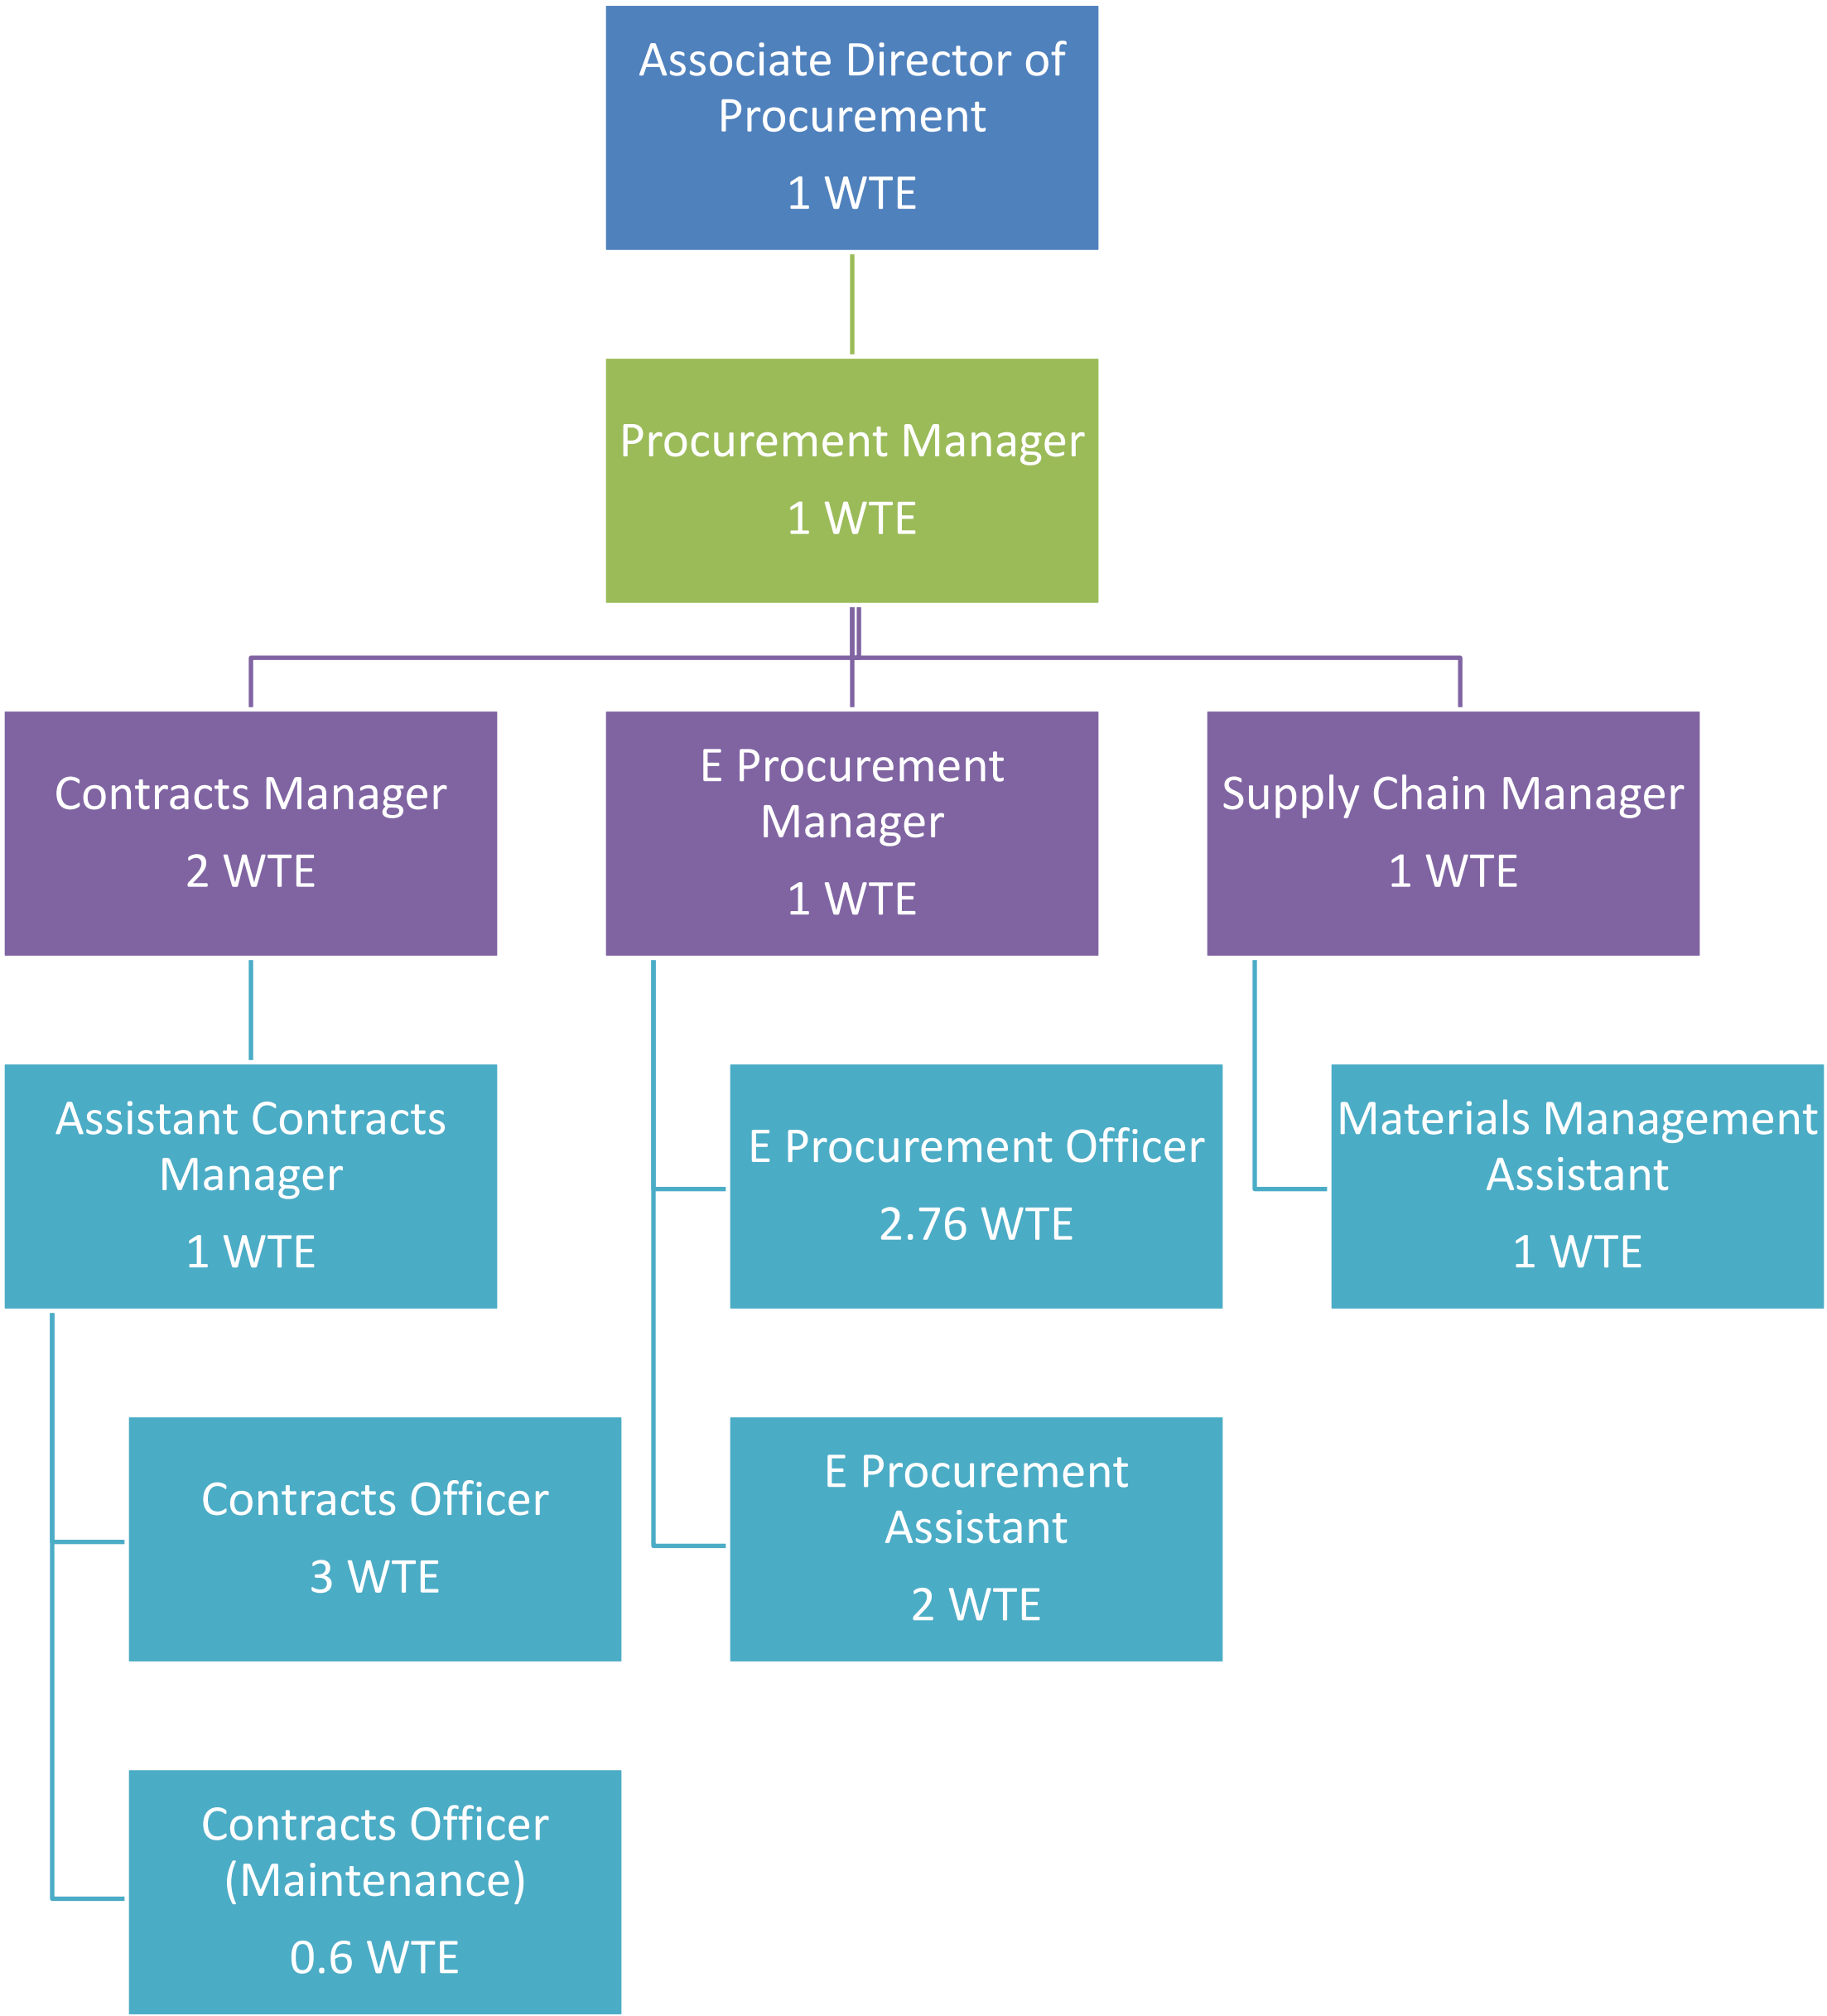 Associate Director of
Procurement
1 WTE
Procurement Manager
1 WTE
Contracts Manager
2 WTE
E Procurement
Manager
1 WTE
Supply Chain Manager
1 WTE
Assistant Contracts
Manager
1 WTE
E Procurement Officer
2.76 WTE
Materials Management
Assistant
1 WTE
Contracts Officer
3 WTE
E Procurement
Assistant
2 WTE
Contracts Officer
(Maintenance)
0.6 WTE